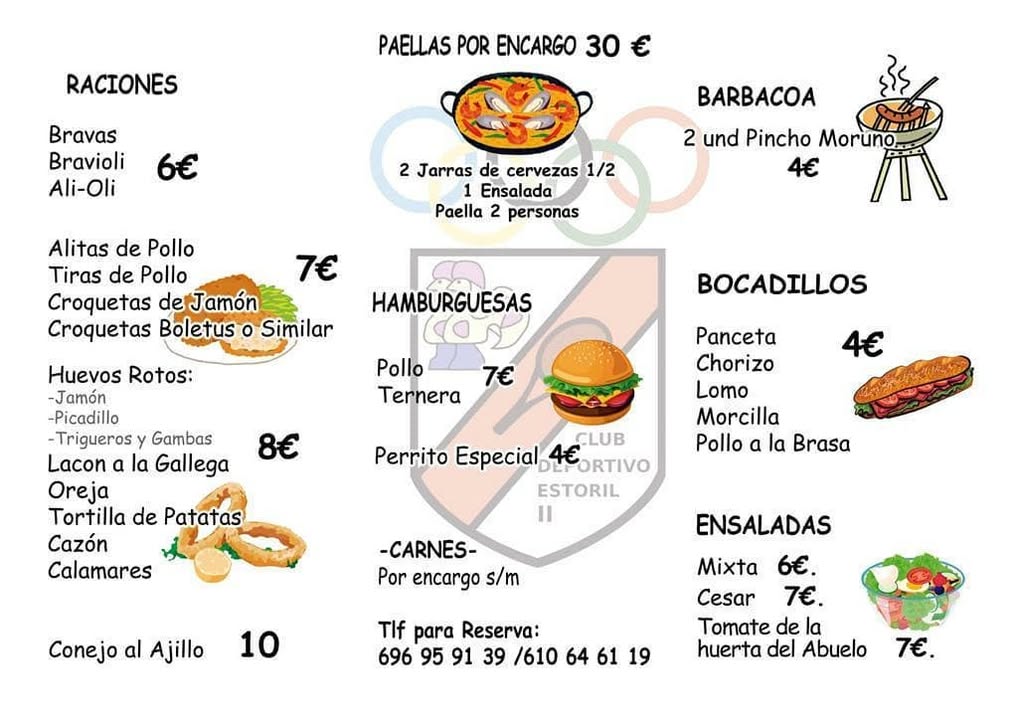 RACIONES
Bravas
Bravioli
Ali-Oli
6€
Alitas de Pollo
Tiras de Pollo
Croquetas de Jamón
Croquetas Boletus o Similar
7€
Huevos Rotos:
-Jamón
-Picadillo
-Trigueros y Gambas
Lacon a la Gallega
Oreja
Tortilla de Patatas
Cazón
Calamares
8€
Conejo al Ajillo 10
PAELLAS POR ENCARGO 30 €
2 Jarras de cervezas 1/2
1 Ensalada
Paella 2 personas
HAMBURGUESAS
Pollo
Ternera
7€
Perrito Especial 4€
CLUB
DEPORTIVO
ESTORIL
II
-CARNES-
Por encargo s/m
Tlf para Reserva:
696 95 91 39 /610 64 61 19
BARBACOA
2 und Pincho Moruno
4€
BOCADILLOS
Panceta
Chorizo
Lomo
Morcilla
Pollo a la Brasa
4€
ENSALADAS
Mixta 6€.
Cesar 7€.
Tomate de la
huerta del Abuelo 7€.